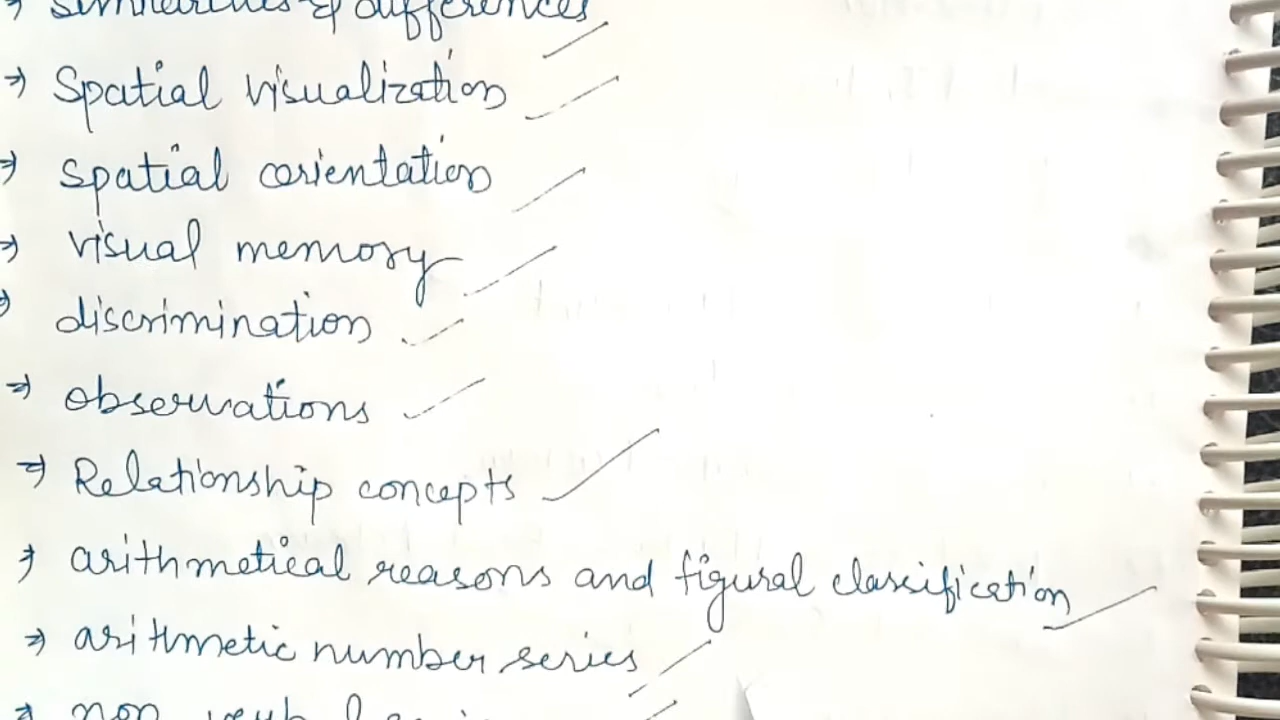 ⇒ similarities & differences
⇒ Spatial visualization
⇒ spatial orientation
⇒ visual memory
⇒ discrimination
⇒ observations
⇒ Relationship concepts
⇒ arithmetical reasons and figural classification
⇒ arithmetic number series
⇒ non